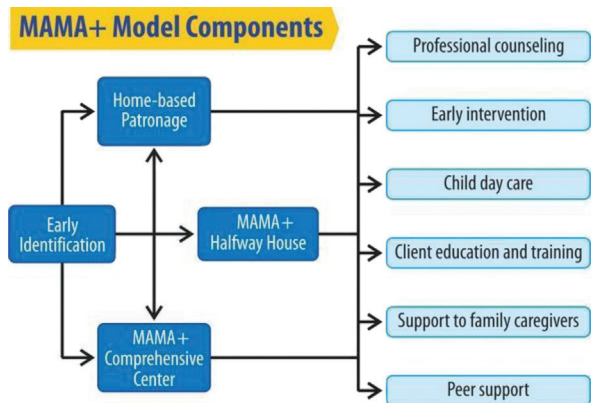 MAMA+ Model Components
Home-based
Patronage
Early
Identification
MAMA+
Halfway House
MAMA+
Comprehensive
Center
Professional counseling
Early intervention
Child day care
Client education and training
Support to family caregivers
Peer support